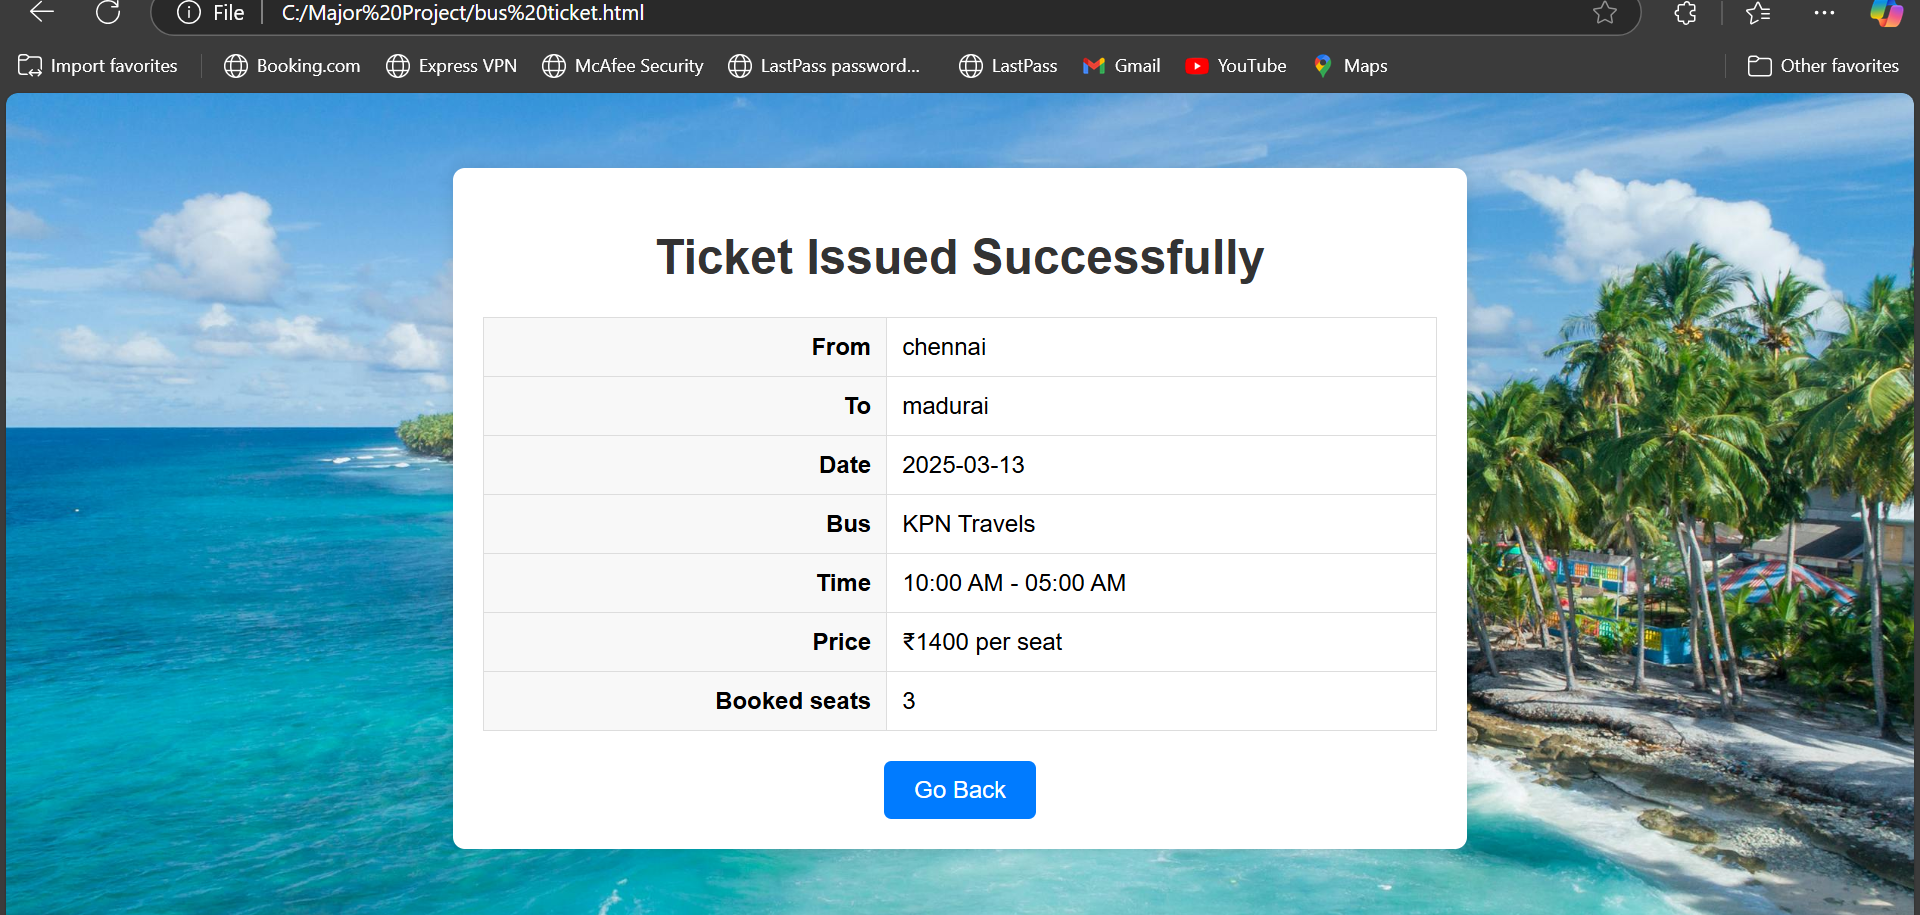 File C:/Major%20Project/bus%20ticket.html
Import favorites Booking.com Express VPN McAfee Security LastPass password... LastPass Gmail YouTube Maps Other favorites
Ticket Issued Successfully
From chennai
To madurai
Date 2025-03-13
Bus KPN Travels
Time 10:00 AM - 05:00 AM
Price ₹1400 per seat
Booked seats 3
Go Back